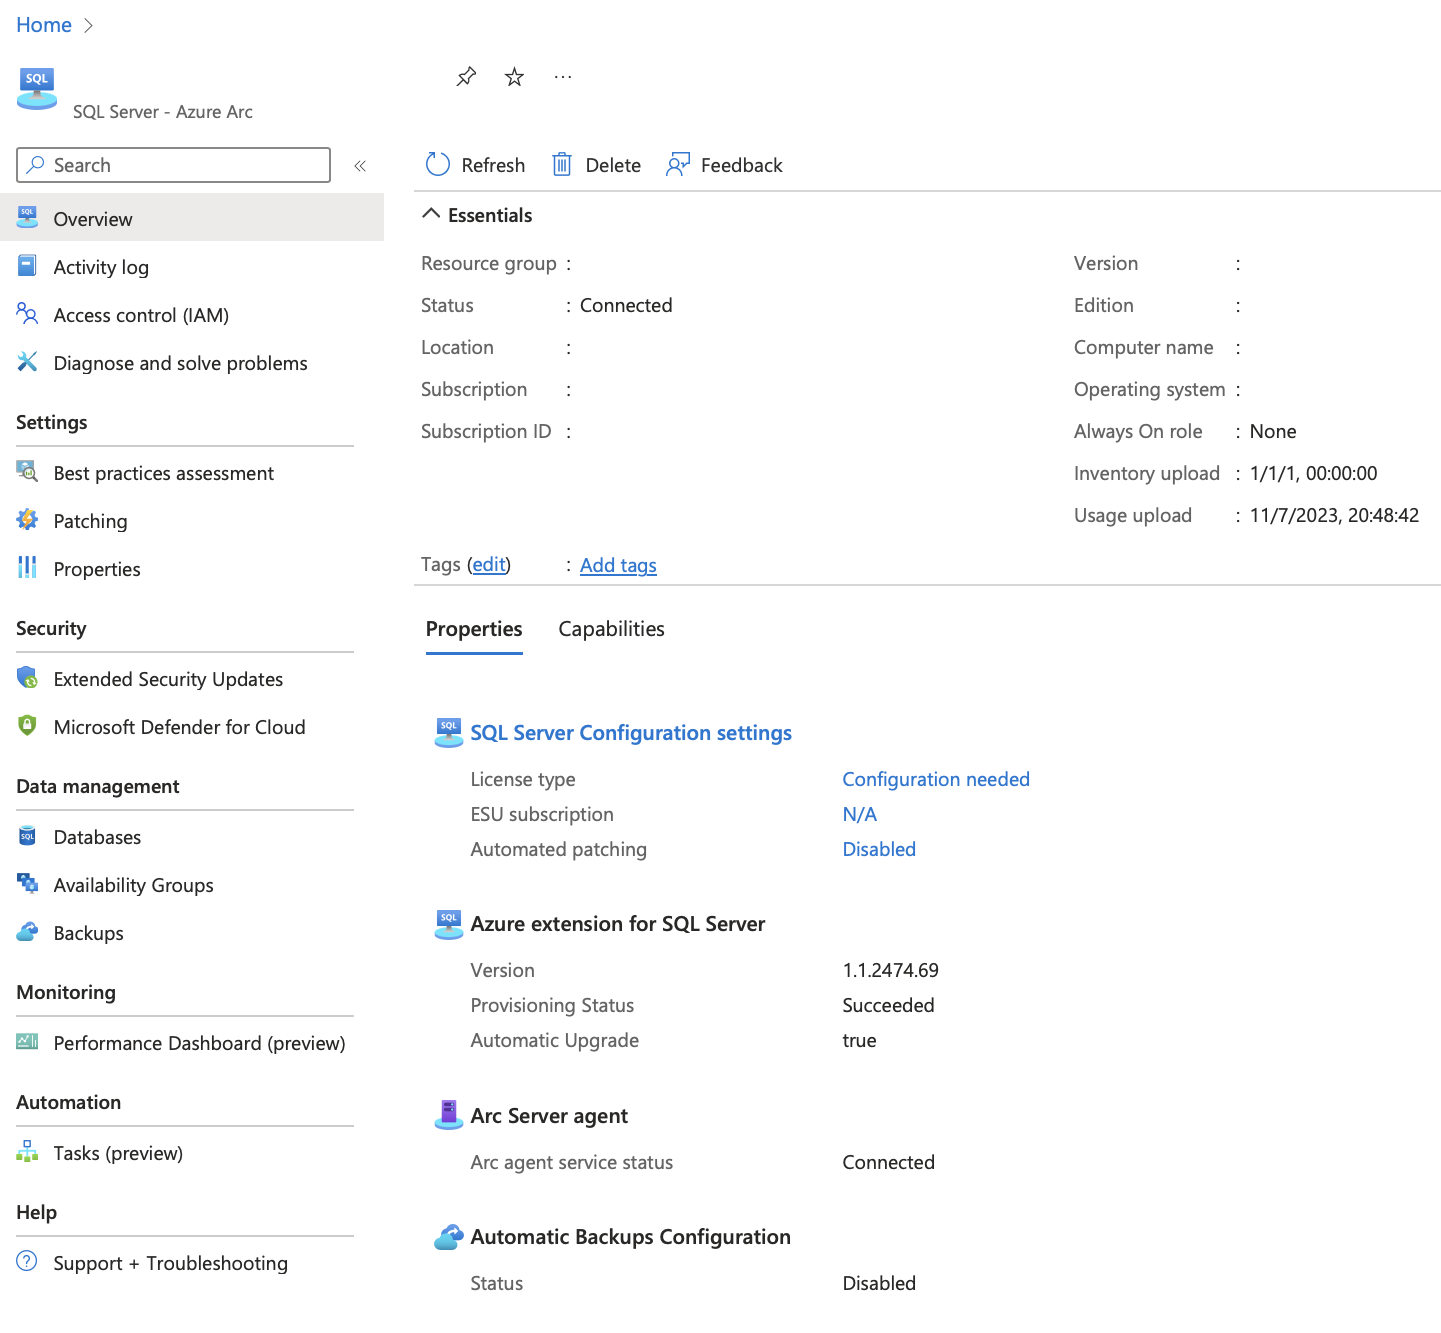 Home
SQL
SQL Server - Azure Arc
Search
Overview
Activity log
Access control (IAM)
Diagnose and solve problems
Settings
Best practices assessment
Patching
Properties
Security
Extended Security Updates
Microsoft Defender for Cloud
Data management
Databases
Availability Groups
Backups
Monitoring
Performance Dashboard (preview)
Automation
Tasks (preview)
Help
Support + Troubleshooting
Refresh
Delete
Feedback
Essentials
Resource group :
Status : Connected
Location :
Subscription :
Subscription ID :
Version :
Edition :
Computer name :
Operating system :
Always On role : None
Inventory upload : 1/1/1, 00:00:00
Usage upload : 11/7/2023, 20:48:42
Tags (edit) : Add tags
Properties Capabilities
SQL SQL Server Configuration settings
License type Configuration needed
ESU subscription N/A
Automated patching Disabled
SQL Azure extension for SQL Server
Version 1.1.2474.69
Provisioning Status Succeeded
Automatic Upgrade true
Arc Server agent
Arc agent service status Connected
Automatic Backups Configuration
Status Disabled